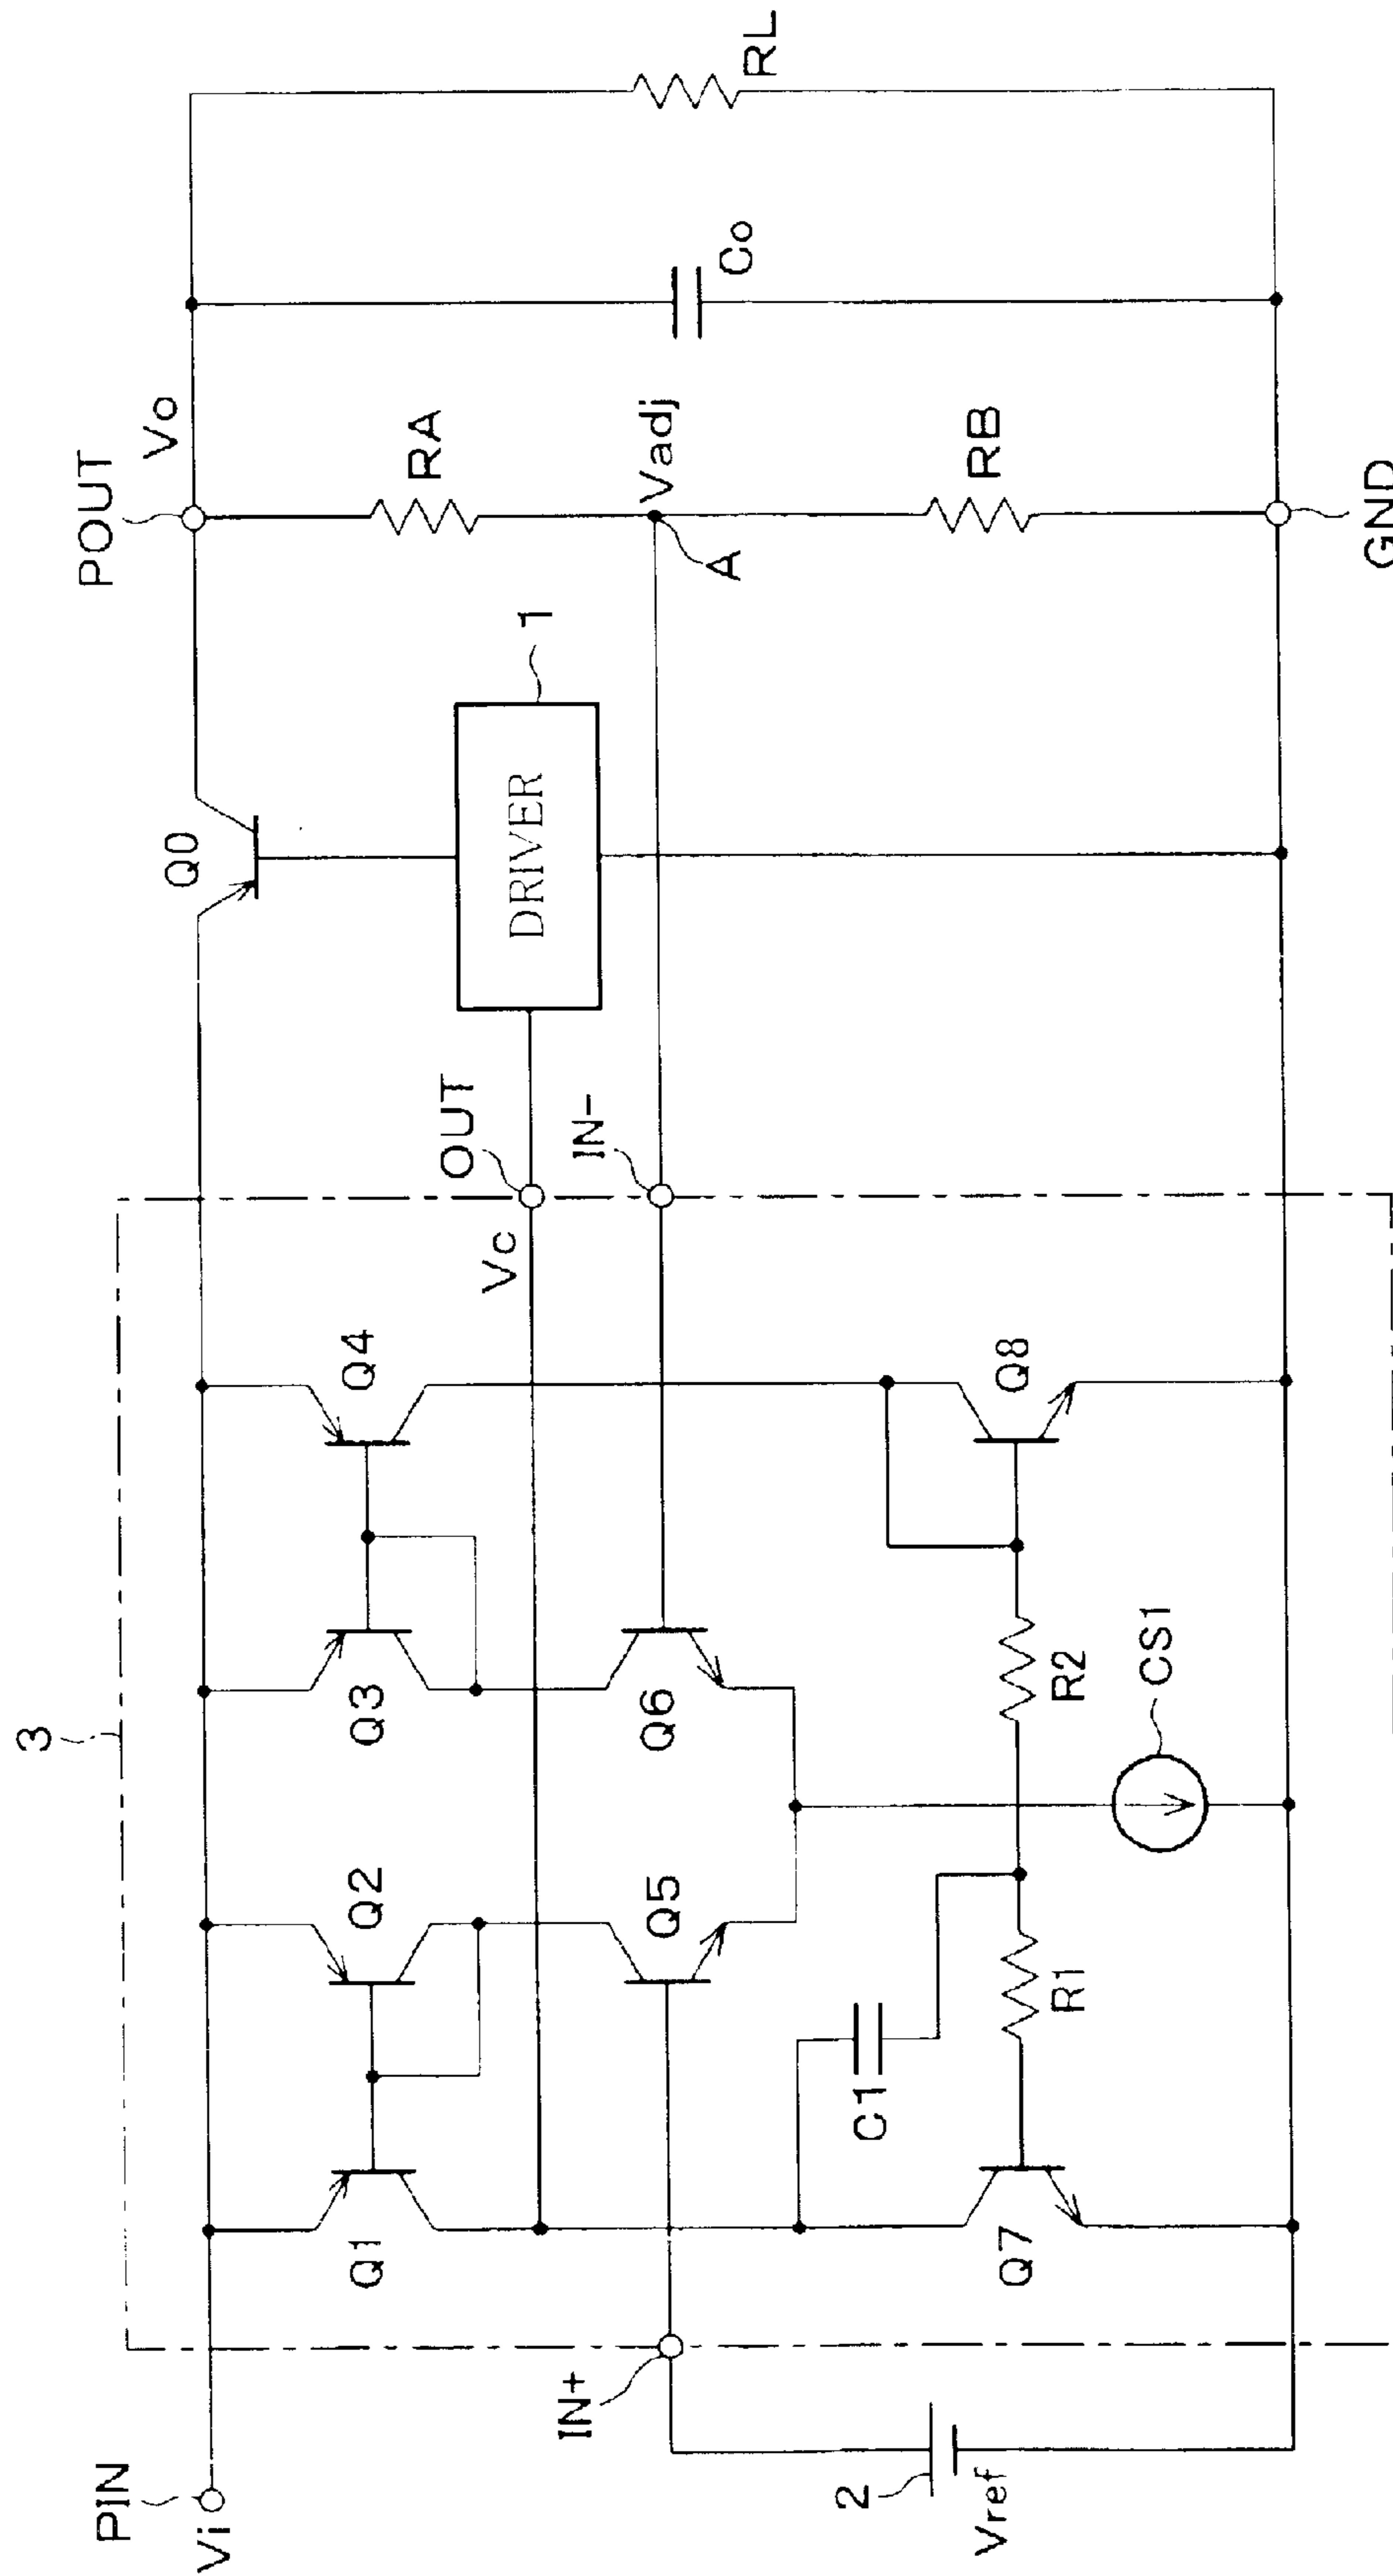 PIN
Vi
3
Q1
Q2
Q3
Q4
Q0
POUT
Vo
RA
RL
Co
Vadj
A
RB
OUT
Vc
DRIVER
1
IN-
IN+
Q5
Q6
C1
R1
R2
Q7
Q8
CS1
2
Vref
GND